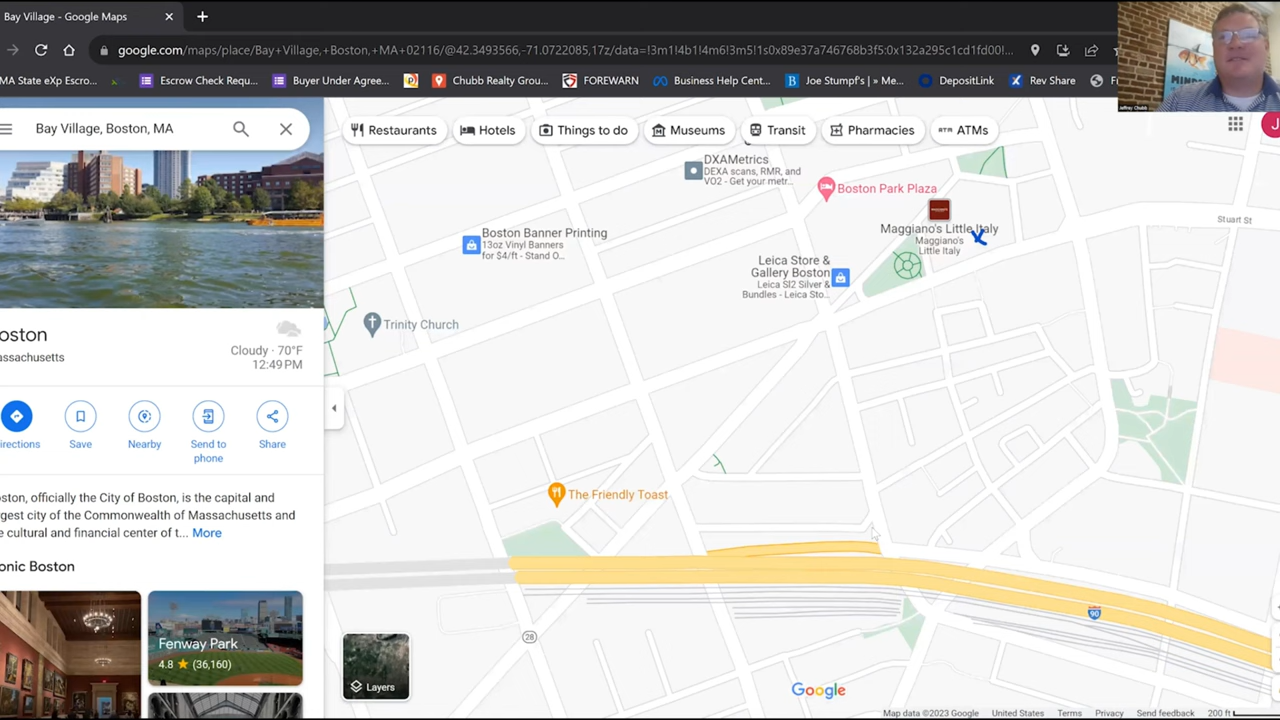 Bay Village - Google Maps
google.com/maps/place/Bay+Village,+Boston,+MA+02116/@42.3493536,-71.0722085,17z/data=!3m1!4b1!4m6!3m5!1s0x89e37a746768b3f5:0x132a295c1cd1fd00!...
MA State eXp Escro...
Escrow Check Requ...
Buyer Under Agree...
Chubb Realty Grou...
FOREWARN
Business Help Cent...
Joe Stumpf's | » Me...
DepositLink
Rev Share
Jeffrey Chubb
Bay Village, Boston, MA
Restaurants
Hotels
Things to do
Museums
Transit
Pharmacies
ATMs
J
oston
assachusetts
Cloudy · 70°F
12:49 PM
irections
Save
Nearby
Send to
phone
Share
ston, officially the City of Boston, is the capital and
rgest city of the Commonwealth of Massachusetts and
e cultural and financial center of t... More
onic Boston
Fenway Park
4.8 ★ (36,160)
DXAMetrics
DEXA scans, RMR, and
VO2 - Get your metr...
Boston Park Plaza
Boston Banner Printing
13oz Vinyl Banners
for $4/ft - Stand O...
Maggiano's Little Italy
Maggiano's
Little Italy
Stuart St
Leica Store &
Gallery Boston
Leica Sl2 Silver &
Bundles - Leica Sto...
Trinity Church
The Friendly Toast
28
90
Layers
Google
Map data ©2023 Google
United States
Terms
Privacy
Send feedback
200 ft